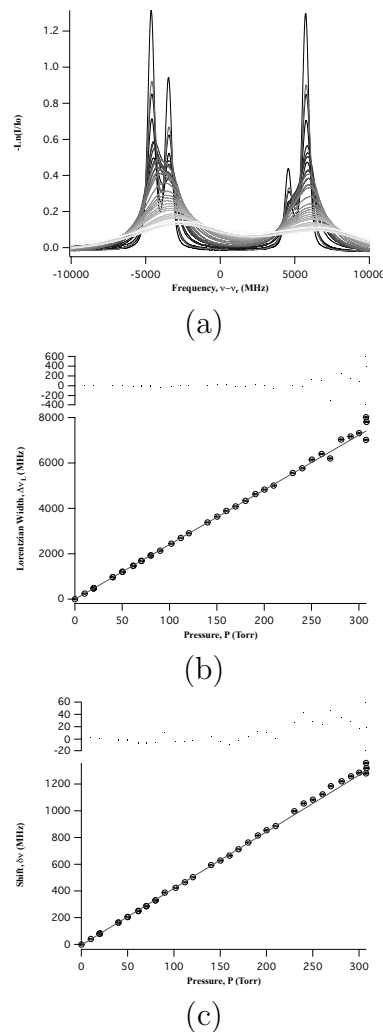 1.2
1.0
0.8
0.6
0.4
0.2
0.0
-Ln(I/Io)
-10000 -5000 0 5000 10000
Frequency, ν−νr (MHz)
(a)
600
400
200
0
-200
-400
8000
6000
4000
2000
0
Lorentzian Width, ΔνL (MHz)
0 50 100 150 200 250 300
Pressure, P (Torr)
(b)
60
40
20
0
-20
1200
1000
800
600
400
200
0
Shift, δν (MHz)
0 50 100 150 200 250 300
Pressure, P (Torr)
(c)